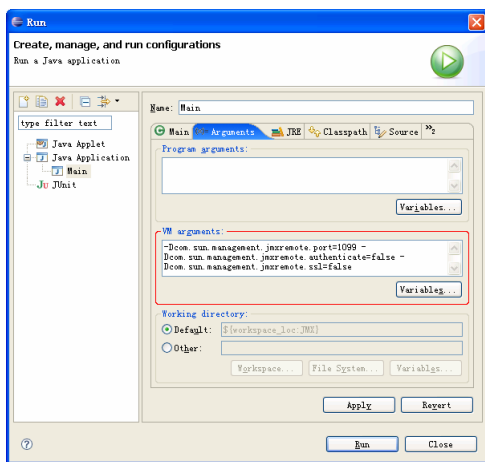 Run
Create, manage, and run configurations
Run a Java application
type filter text
Java Applet
Java Application
Main
Ju JUnit
Name: Main
Main Arguments JRE Classpath Source »2
Program arguments:
Variables...
VM arguments:
-Dcom.sun.management.jmxremote.port=1099 -
Dcom.sun.management.jmxremote.authenticate=false -
Dcom.sun.management.jmxremote.ssl=false
Variables...
Working directory:
Default: ${workspace_loc:JMX}
Other:
Workspace... File System... Variables...
Apply Revert
Run Close